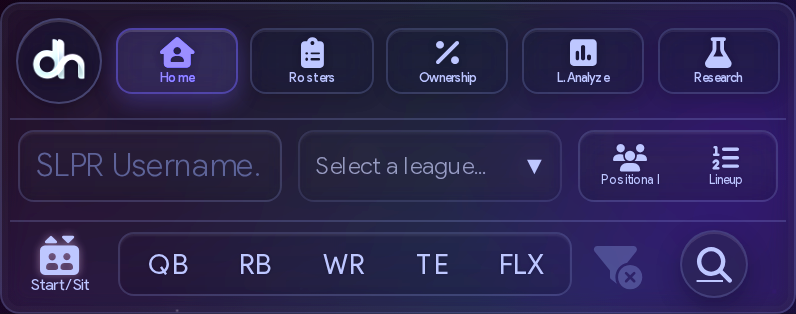 dh
Home
Rosters
Ownership
L. Analyze
Research
SLPR Username.
Select a league...
Positional
Lineup
Start/Sit
QB
RB
WR
TE
FLX